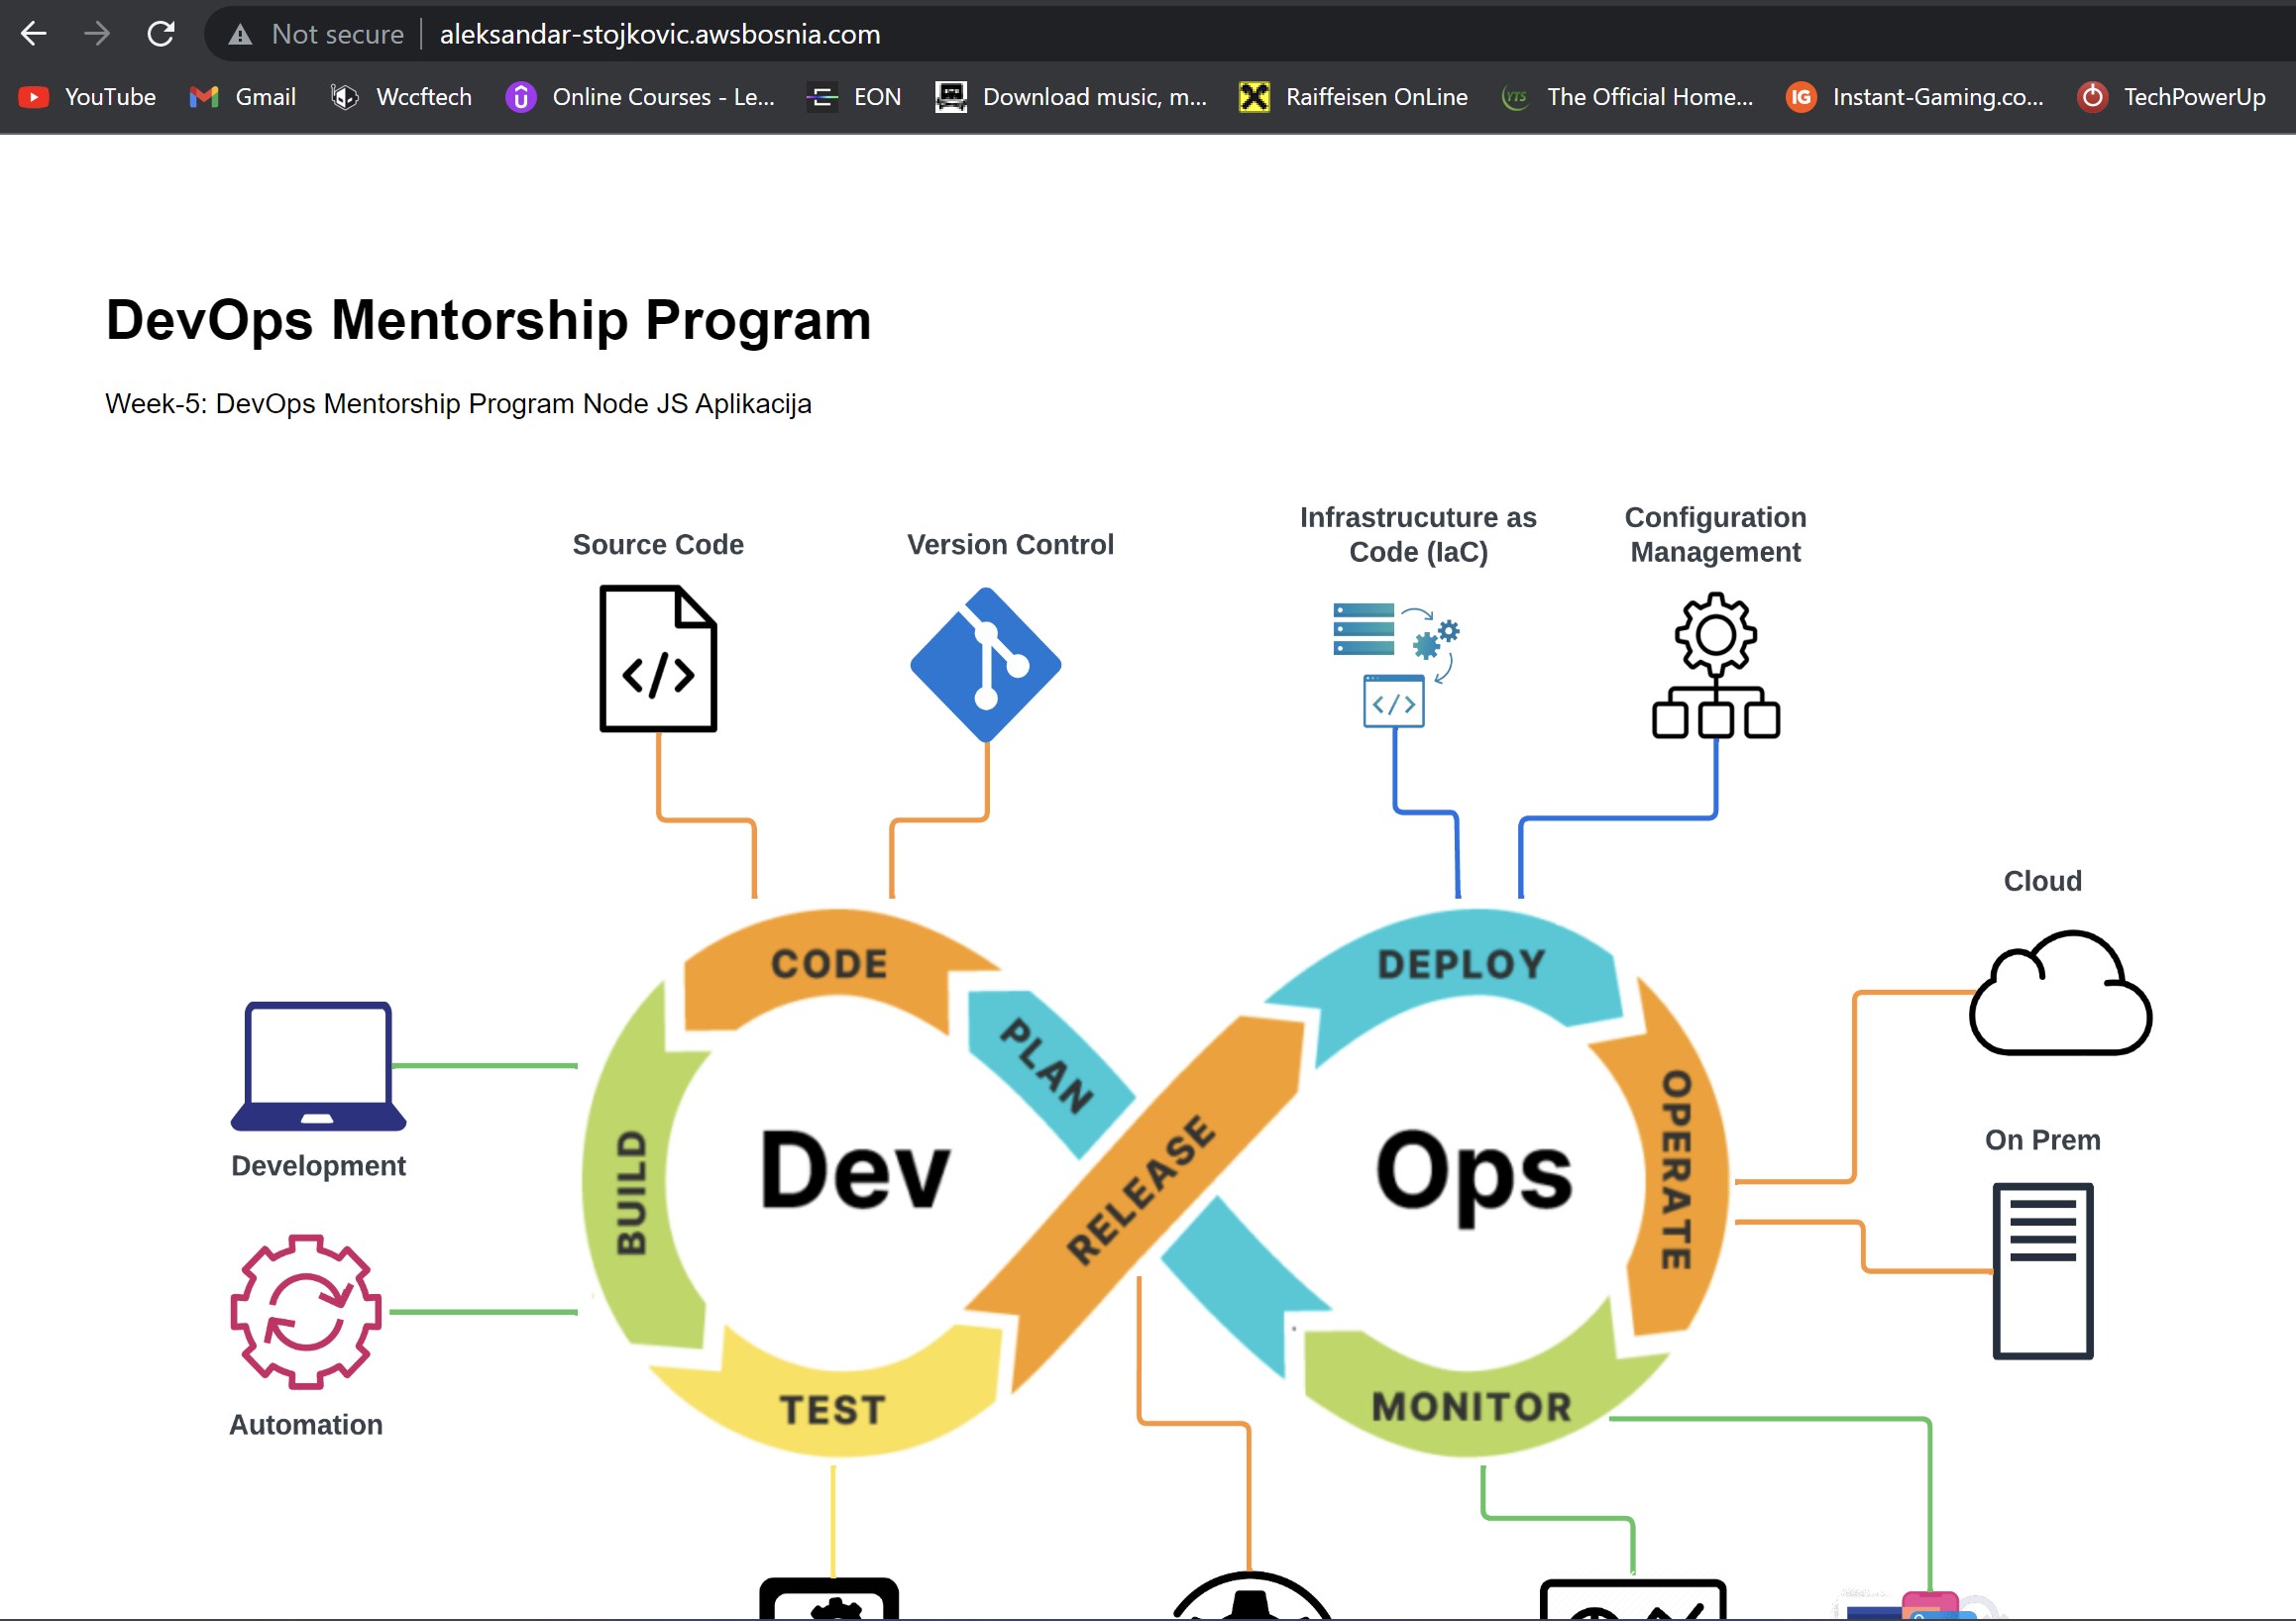 Not secure
aleksandar-stojkovic.awsbosnia.com
YouTube
Gmail
Wccftech
Online Courses - Le...
EON
Download music, m...
Raiffeisen OnLine
YTS
The Official Home...
IG
Instant-Gaming.co...
TechPowerUp
DevOps Mentorship Program
Week-5: DevOps Mentorship Program Node JS Aplikacija
Source Code
Version Control
Infrastrucuture as
Code (IaC)
Configuration
Management
</>
</>
Cloud
CODE
DEPLOY
PLAN
Development
BUILD
Dev
RELEASE
Ops
OPERATE
On Prem
Automation
TEST
MONITOR